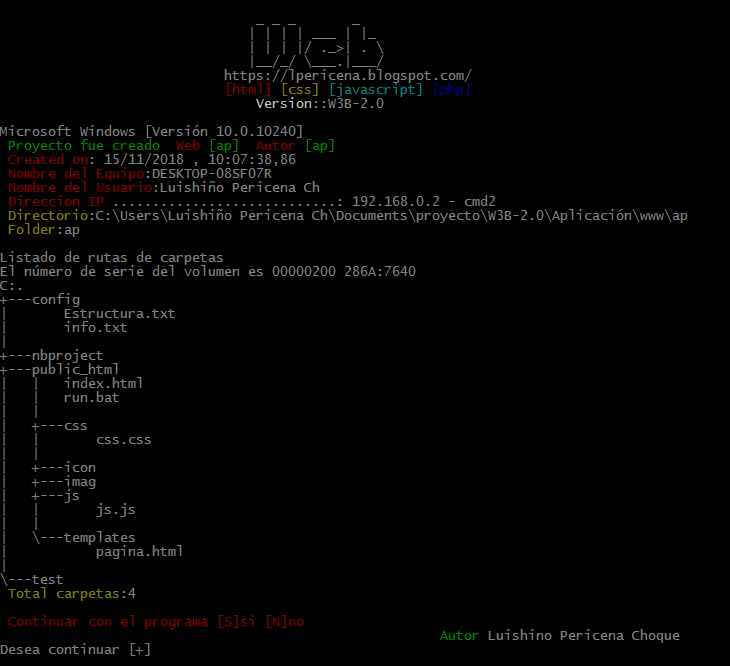 https://lpericena.blogspot.com/
[html] [css] [javascript] [php]
Version::W3B-2.0
Microsoft Windows [Versión 10.0.10240]
Proyecto fue creado  Web [ap]  Autor [ap]
Created on: 15/11/2018 , 10:07:38,86
Nombre del Equipo:DESKTOP-08SF07R
Nombre del Usuario:Luishiño Pericena Ch
Direccion IP ............................: 192.168.0.2 - cmd2
Directorio:C:\Users\Luishiño Pericena Ch\Documents\proyecto\W3B-2.0\Aplicación\www\ap
Folder:ap
Listado de rutas de carpetas
El número de serie del volumen es 00000200 286A:7640
C:.
+---config
|       Estructura.txt
|       info.txt
|
+---nbproject
+---public_html
|   |   index.html
|   |   run.bat
|   |
|   +---css
|   |       css.css
|   |
|   +---icon
|   +---imag
|   +---js
|   |       js.js
|   |
|   \---templates
|           pagina.html
|
\---test
Total carpetas:4
Continuar con el programa [S]si [N]no
Autor Luishino Pericena Choque
Desea continuar [+]